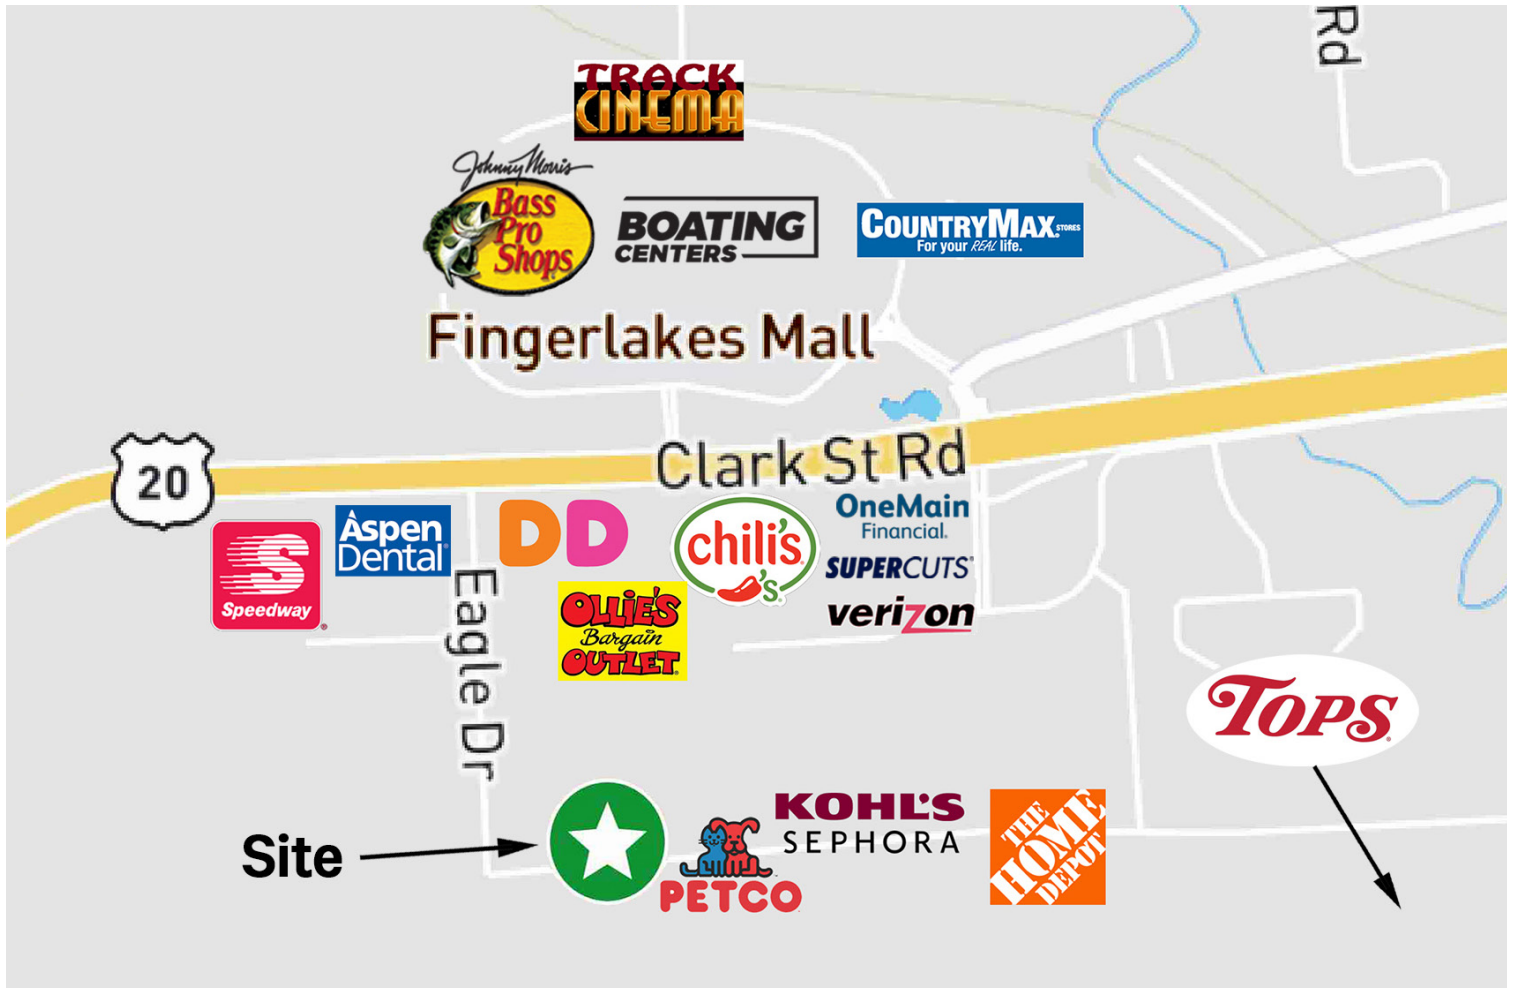 Rd
TRACK
CINEMA
Johnny Morris
Bass
Pro
Shops
BOATING
CENTERS
COUNTRYMAX STORES
For your REAL life.
Fingerlakes Mall
20
Clark St Rd
Speedway
Aspen
Dental
DD
chili's
OneMain
Financial.
SUPERCUTS
verizon
OLLIE'S
Bargain
OUTLET
Eagle Dr
TOPS
Site
PETCO
KOHL'S
SEPHORA
THE
HOME
DEPOT